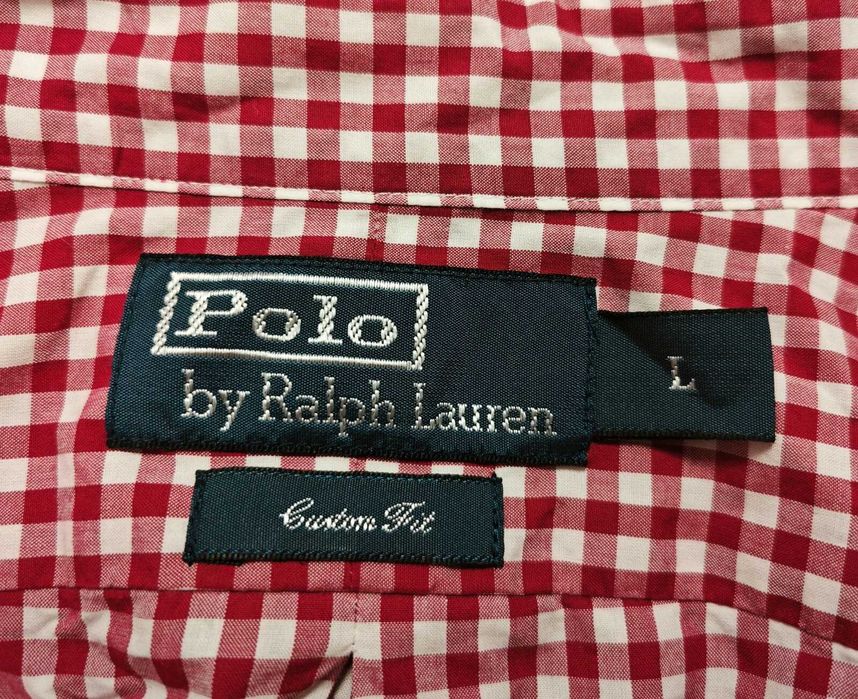 Polo
by Ralph Lauren
L
Custom Fit